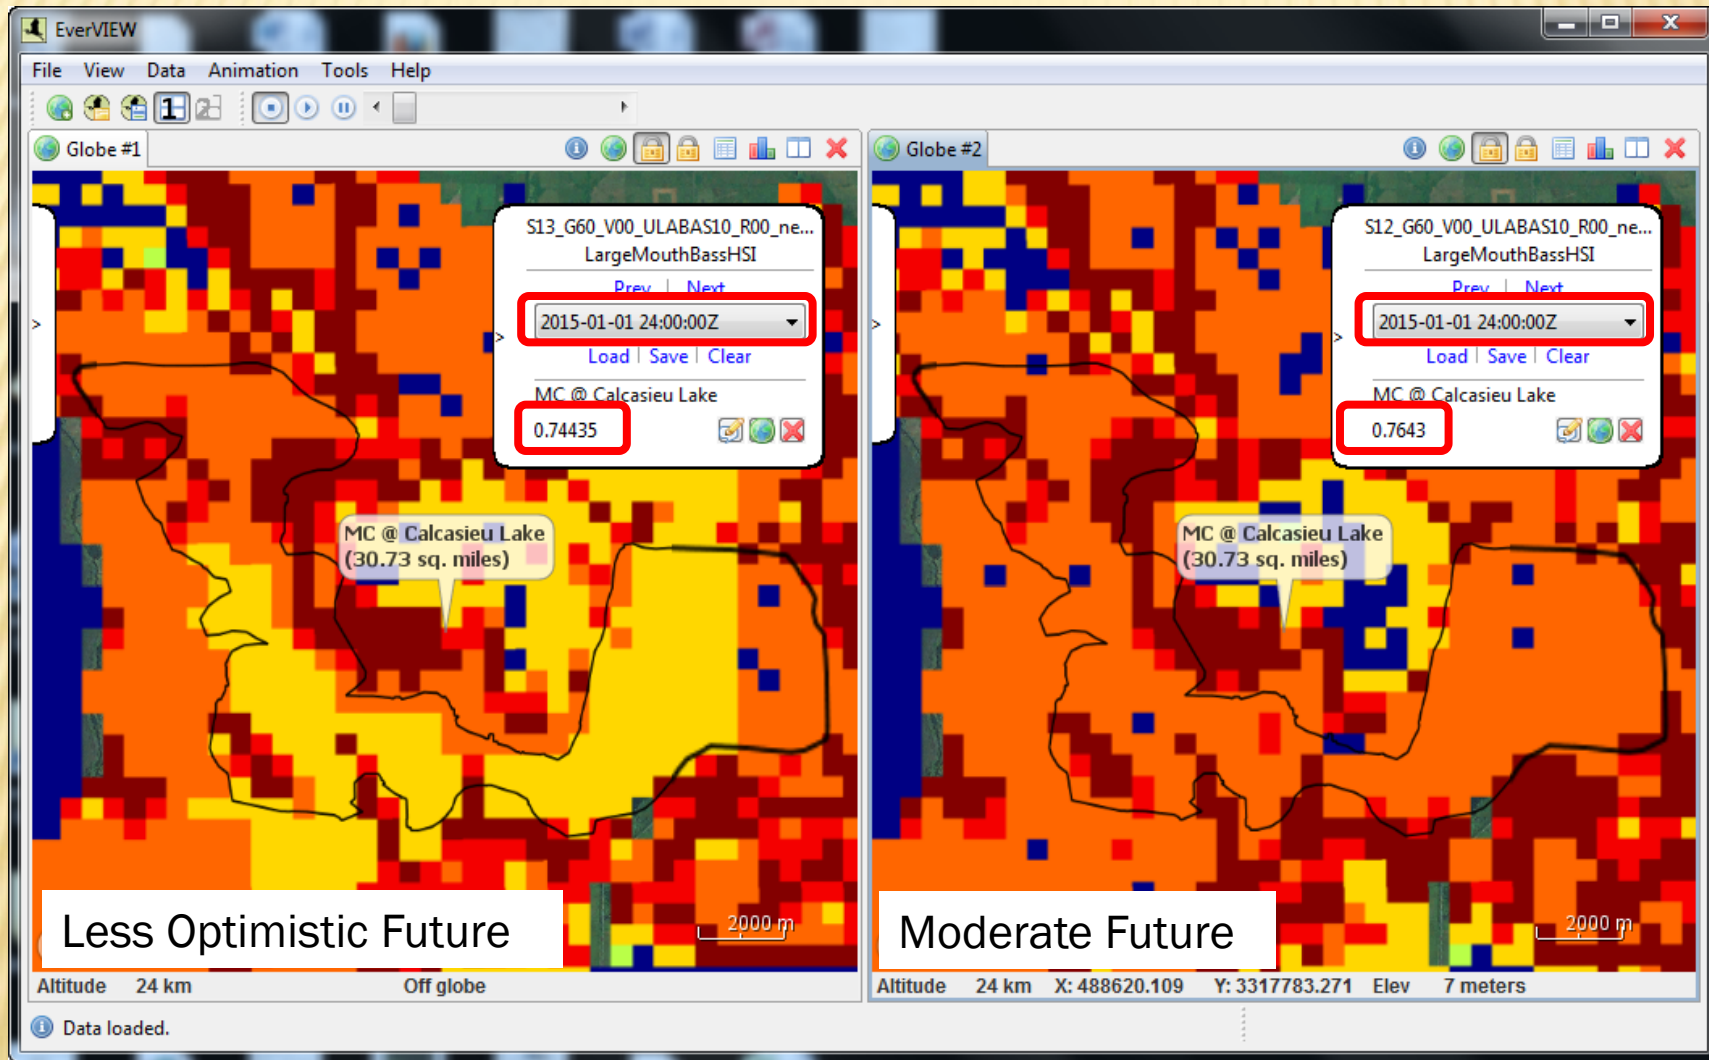 EverVIEW
File View Data Animation Tools Help
1 2
Globe #1
S13_G60_V00_ULABAS10_R00_ne...
LargeMouthBassHSI
Prev | Next
2015-01-01 24:00:00Z
Load | Save | Clear
MC @ Calcasieu Lake
0.74435
>
>
MC @ Calcasieu Lake
(30.73 sq. miles)
Less Optimistic Future
2000 m
Altitude 24 km Off globe
Globe #2
S12_G60_V00_ULABAS10_R00_ne...
LargeMouthBassHSI
Prev | Next
2015-01-01 24:00:00Z
Load | Save | Clear
MC @ Calcasieu Lake
0.7643
>
>
MC @ Calcasieu Lake
(30.73 sq. miles)
Moderate Future
2000 m
Altitude 24 km X: 488620.109 Y: 3317783.271 Elev 7 meters
Data loaded.